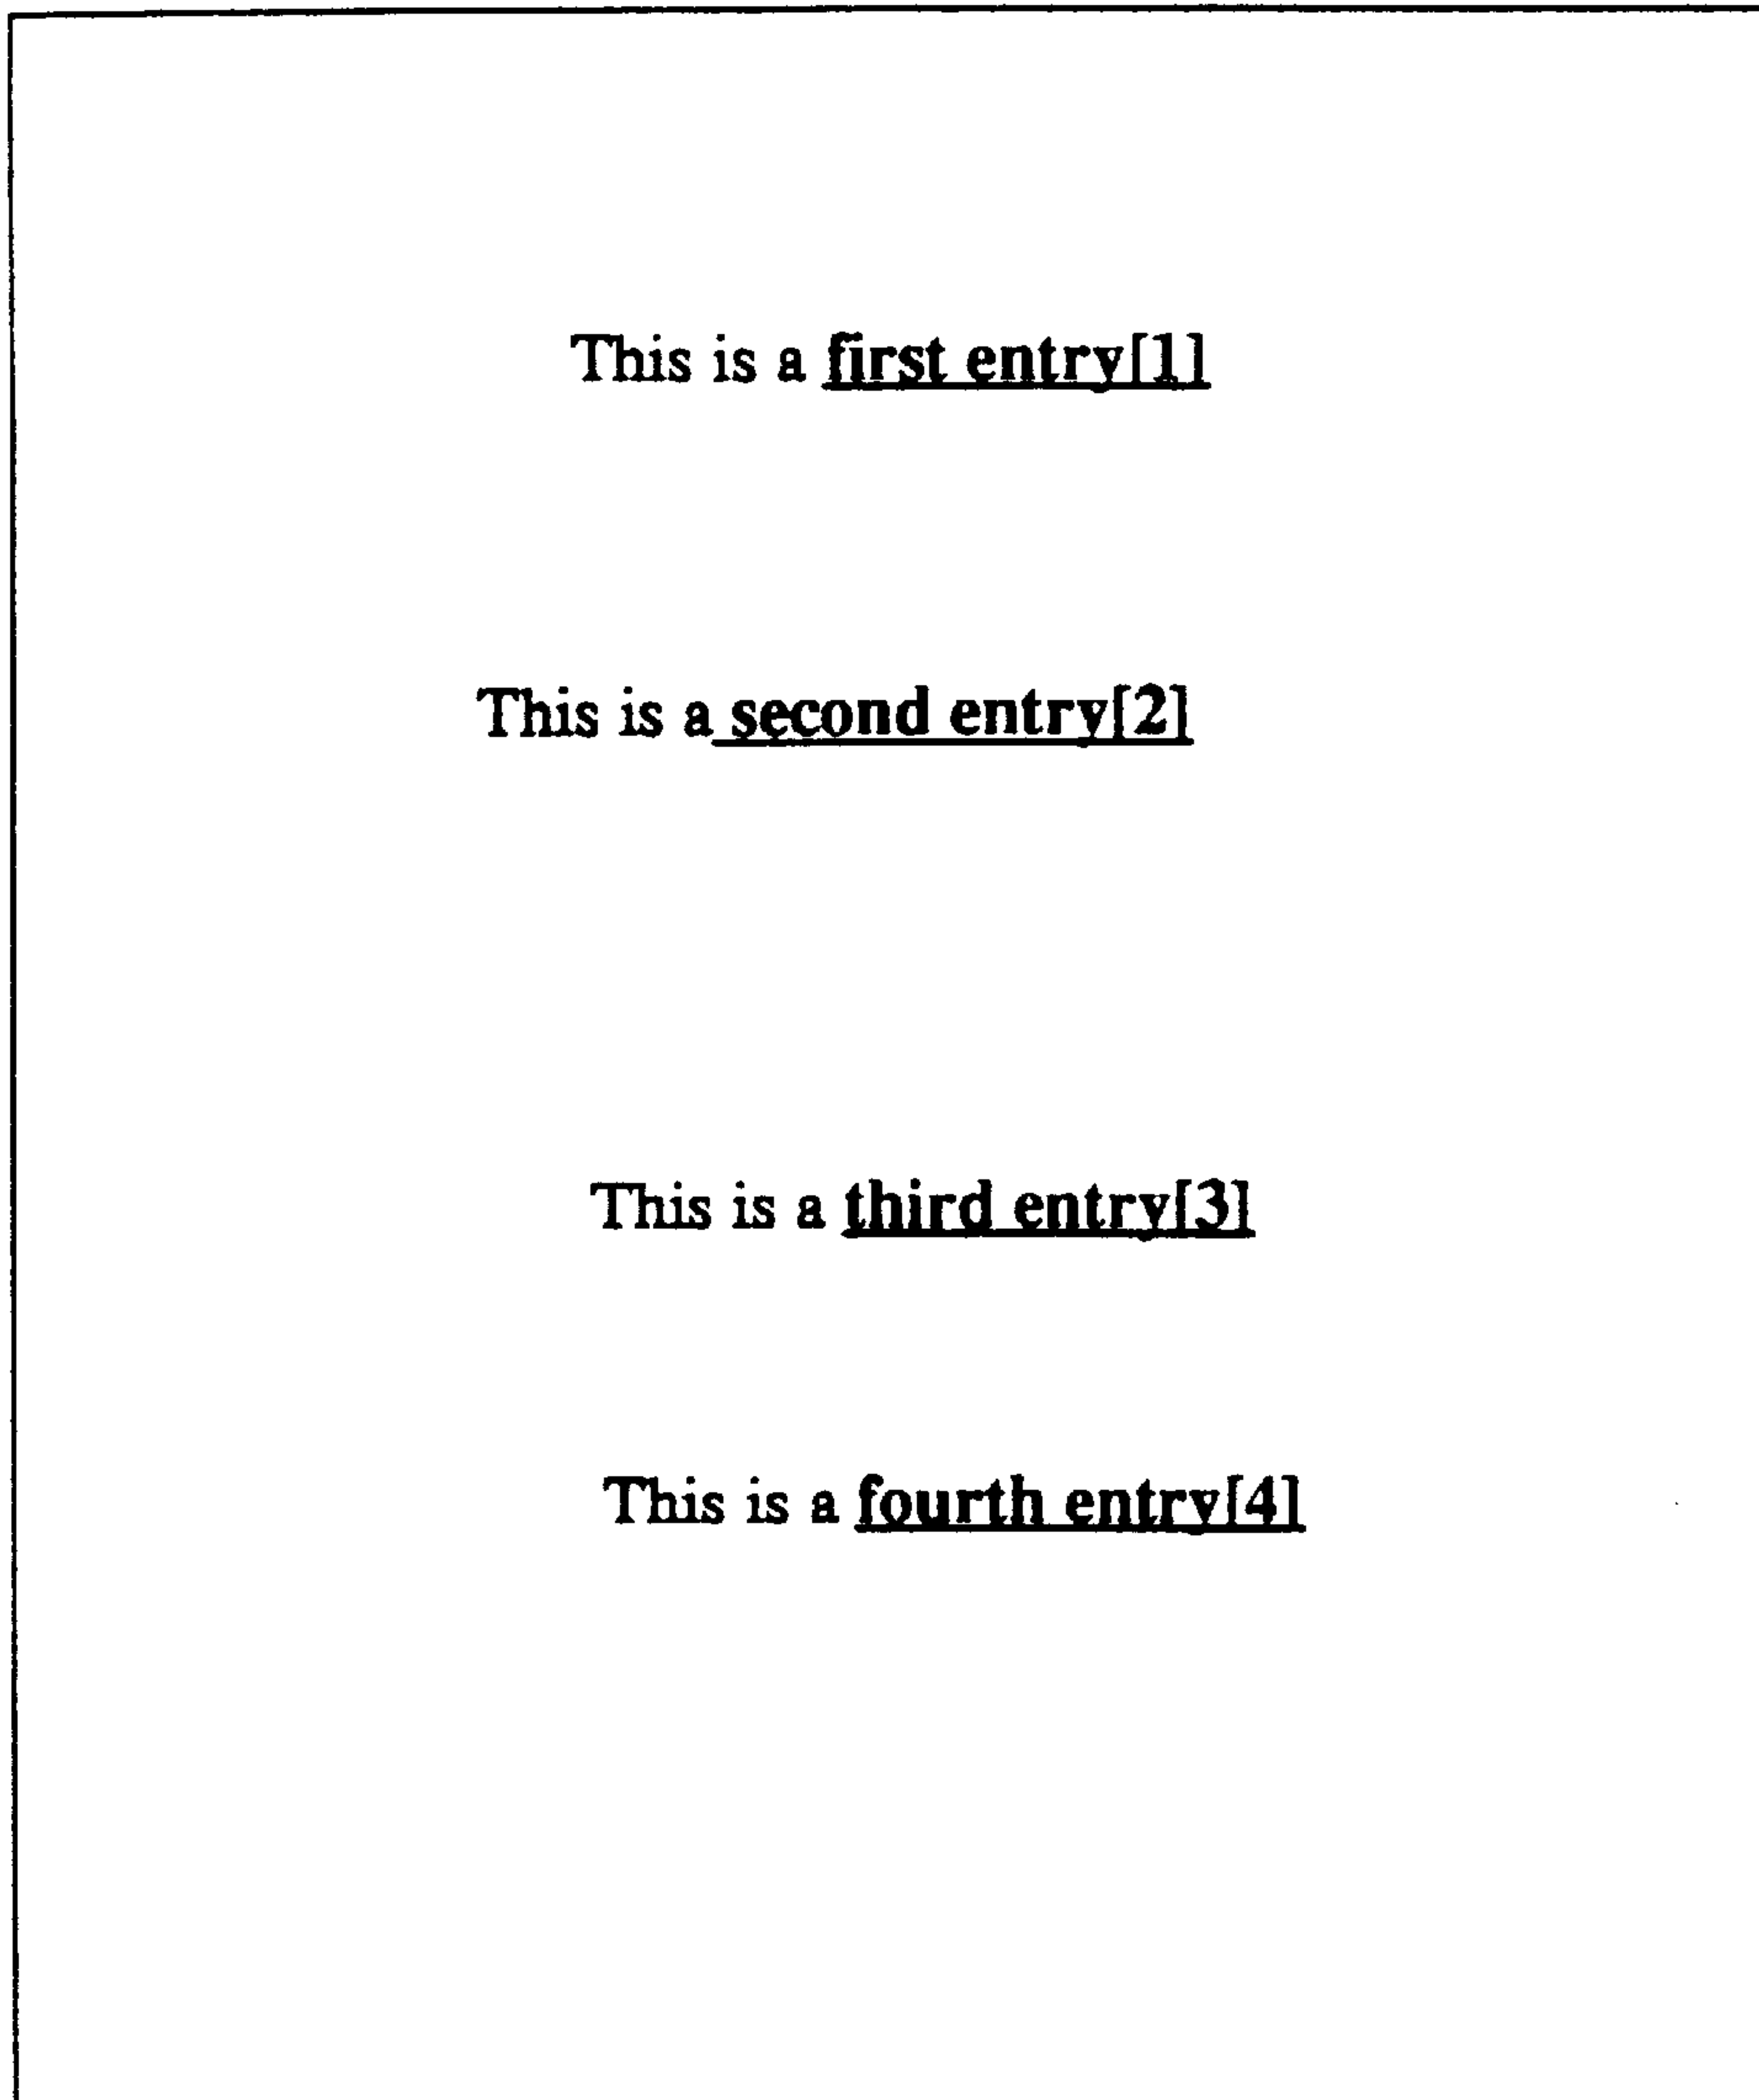 This is a first entry[1]
This is a second entry[2]
This is a third entry[3]
This is a fourth entry[4]